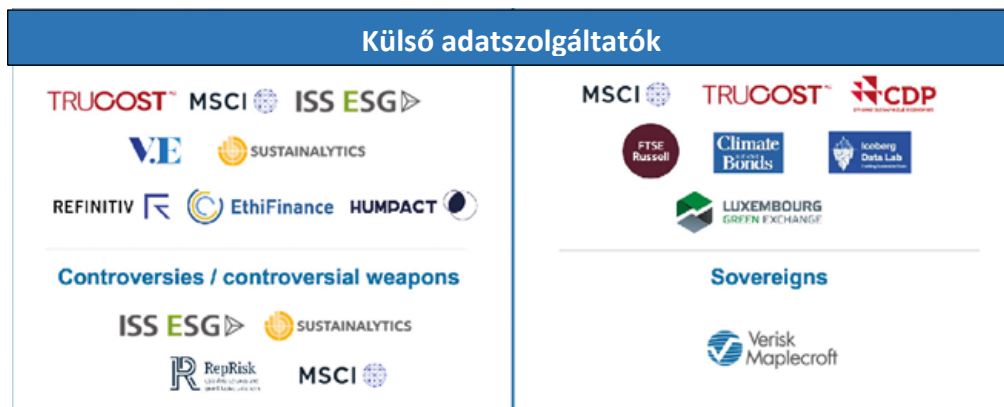 Külső adatszolgáltatók
TRUCOST MSCI ISS ESG
V.E SUSTAINALYTICS
REFINITIV EthiFinance HUMPACT
Controversies / controversial weapons
ISS ESG SUSTAINALYTICS
RepRisk MSCI
MSCI TRUCOST CDP
FTSE Russell Climate Bonds Iceberg Data Lab
LUXEMBOURG
GREEN EXCHANGE
Sovereigns
Verisk
Maplecroft